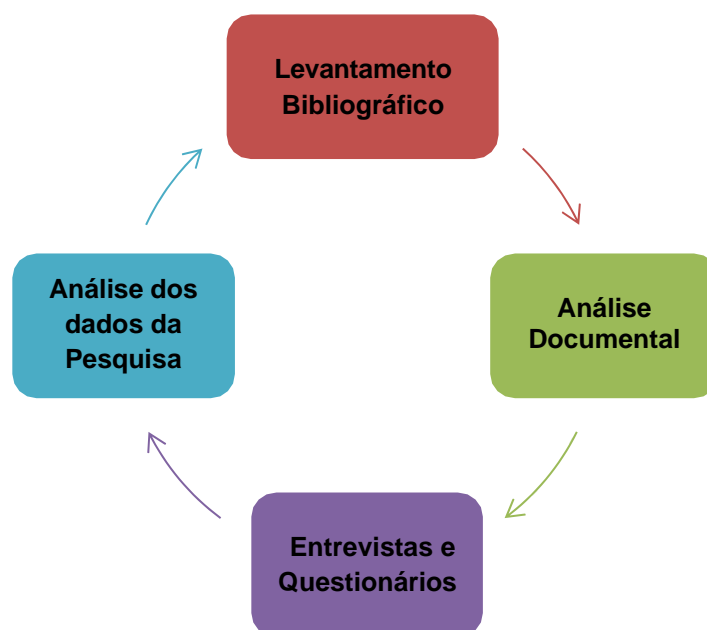 Levantamento
Bibliográfico
Análise
Documental
Entrevistas e
Questionários
Análise dos
dados da
Pesquisa